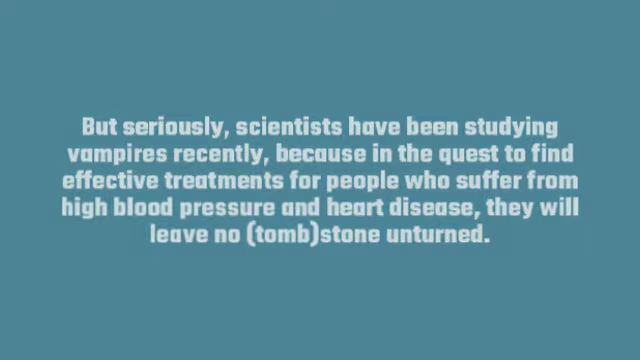 But seriously, scientists have been studying
vampires recently, because in the quest to find
effective treatments for people who suffer from
high blood pressure and heart disease, they will
leave no (tomb)stone unturned.